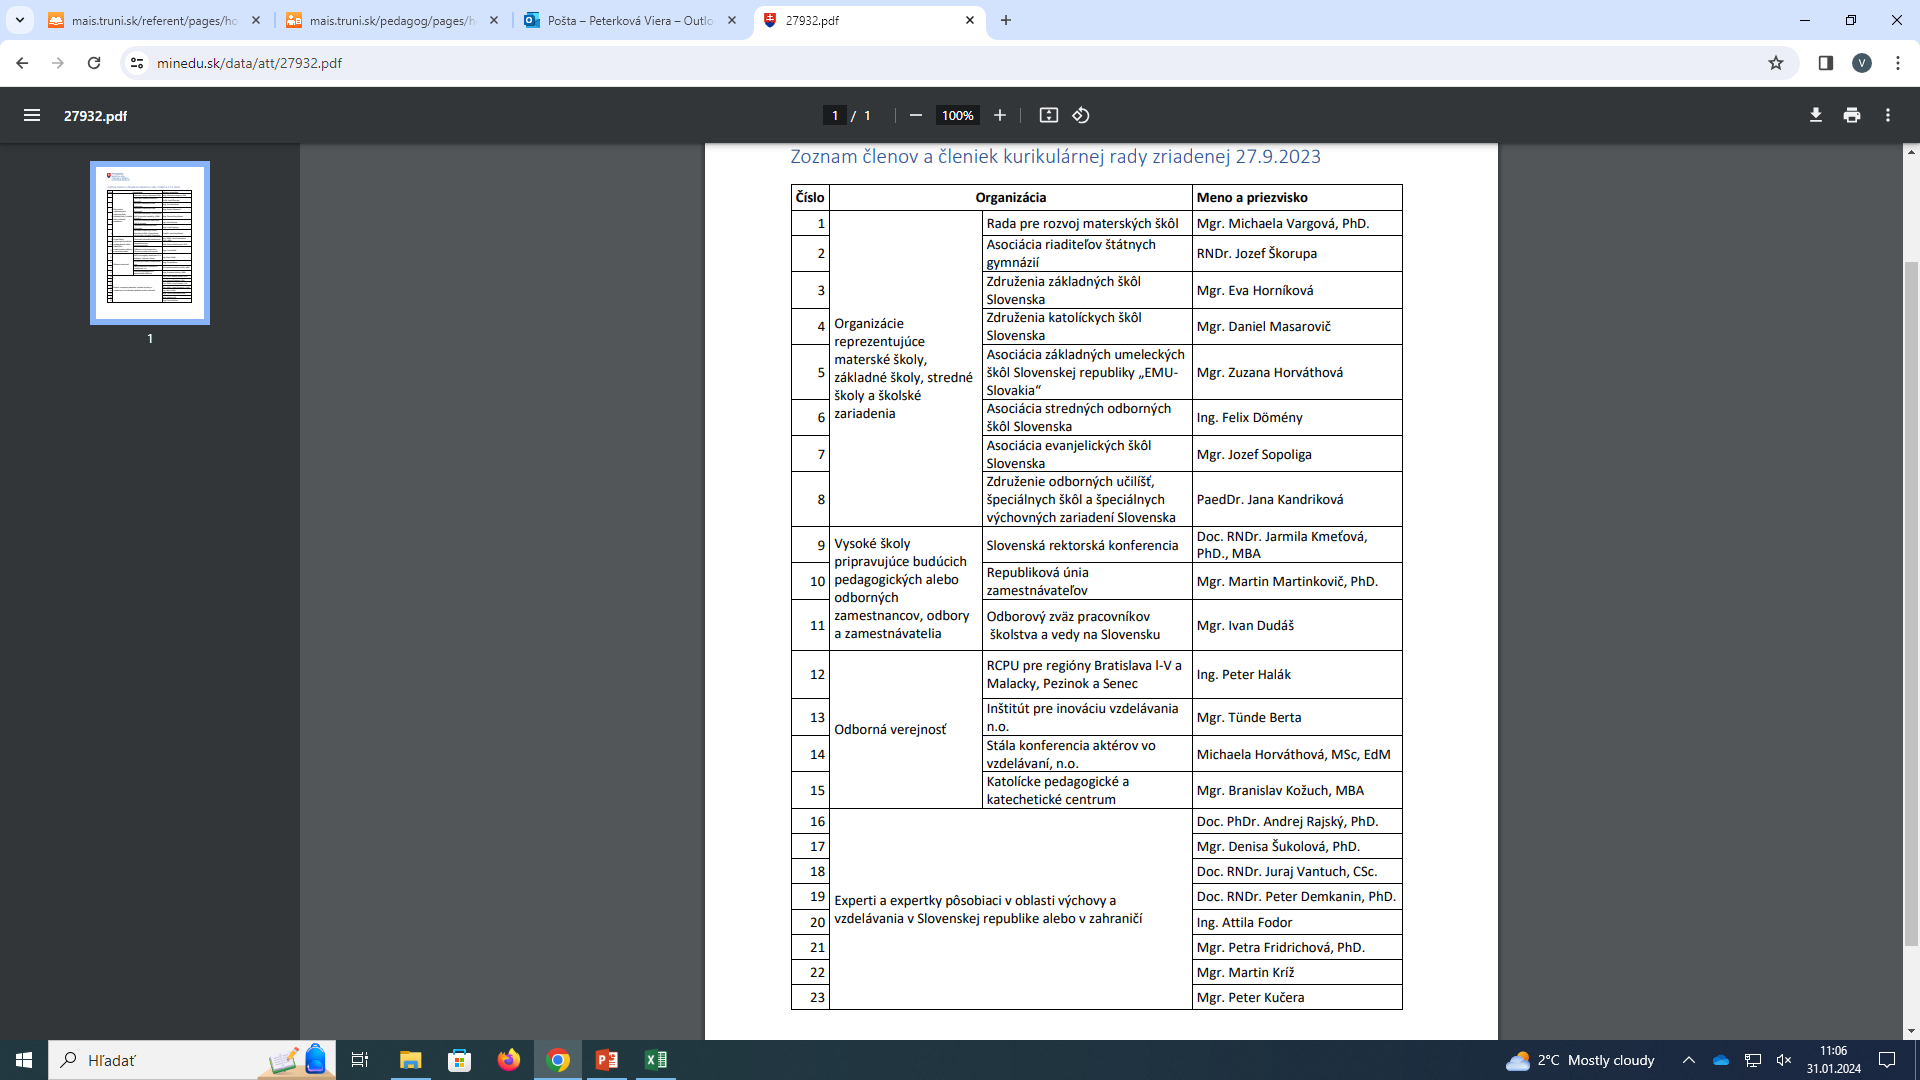 mais.truni.sk/referent/pages/ho
mais.truni.sk/pedagog/pages/h
Pošta – Peterková Viera – Outlo
27932.pdf
minedu.sk/data/att/27932.pdf
V
27932.pdf
1 / 1
100%
1
Zoznam členov a členiek kurikulárnej rady zriadenej 27.9.2023
Číslo Organizácia Meno a priezvisko
Organizácie
reprezentujúce
materské školy,
základné školy, stredné
školy a školské
zariadenia
1 Rada pre rozvoj materských škôl Mgr. Michaela Vargová, PhD.
2 Asociácia riaditeľov štátnych
gymnázií RNDr. Jozef Škorupa
3 Združenia základných škôl
Slovenska Mgr. Eva Horníková
4 Združenia katolíckych škôl
Slovenska Mgr. Daniel Masarovič
5 Asociácia základných umeleckých
škôl Slovenskej republiky „EMU-
Slovakia“ Mgr. Zuzana Horváthová
6 Asociácia stredných odborných
škôl Slovenska Ing. Felix Dömény
7 Asociácia evanjelických škôl
Slovenska Mgr. Jozef Sopoliga
8 Združenie odborných učilíšť,
špeciálnych škôl a špeciálnych
výchovných zariadení Slovenska PaedDr. Jana Kandriková
Vysoké školy
pripravujúce budúcich
pedagogických alebo
odborných
zamestnancov, odbory
a zamestnávatelia
9 Slovenská rektorská konferencia Doc. RNDr. Jarmila Kmeťová,
PhD., MBA
10 Republiková únia
zamestnávateľov Mgr. Martin Martinkovič, PhD.
11 Odborový zväz pracovníkov
školstva a vedy na Slovensku Mgr. Ivan Dudáš
Odborná verejnosť
12 RCPU pre regióny Bratislava l-V a
Malacky, Pezinok a Senec Ing. Peter Halák
13 Inštitút pre inováciu vzdelávania
n.o. Mgr. Tünde Berta
14 Stála konferencia aktérov vo
vzdelávaní, n.o. Michaela Horváthová, MSc, EdM
15 Katolícke pedagogické a
katechetické centrum Mgr. Branislav Kožuch, MBA
Experti a expertky pôsobiaci v oblasti výchovy a
vzdelávania v Slovenskej republike alebo v zahraničí
16 Doc. PhDr. Andrej Rajský, PhD.
17 Mgr. Denisa Šukolová, PhD.
18 Doc. RNDr. Juraj Vantuch, CSc.
19 Doc. RNDr. Peter Demkanin, PhD.
20 Ing. Attila Fodor
21 Mgr. Petra Fridrichová, PhD.
22 Mgr. Martin Kríž
23 Mgr. Peter Kučera
Hľadať
2°C Mostly cloudy
11:06
31.01.2024